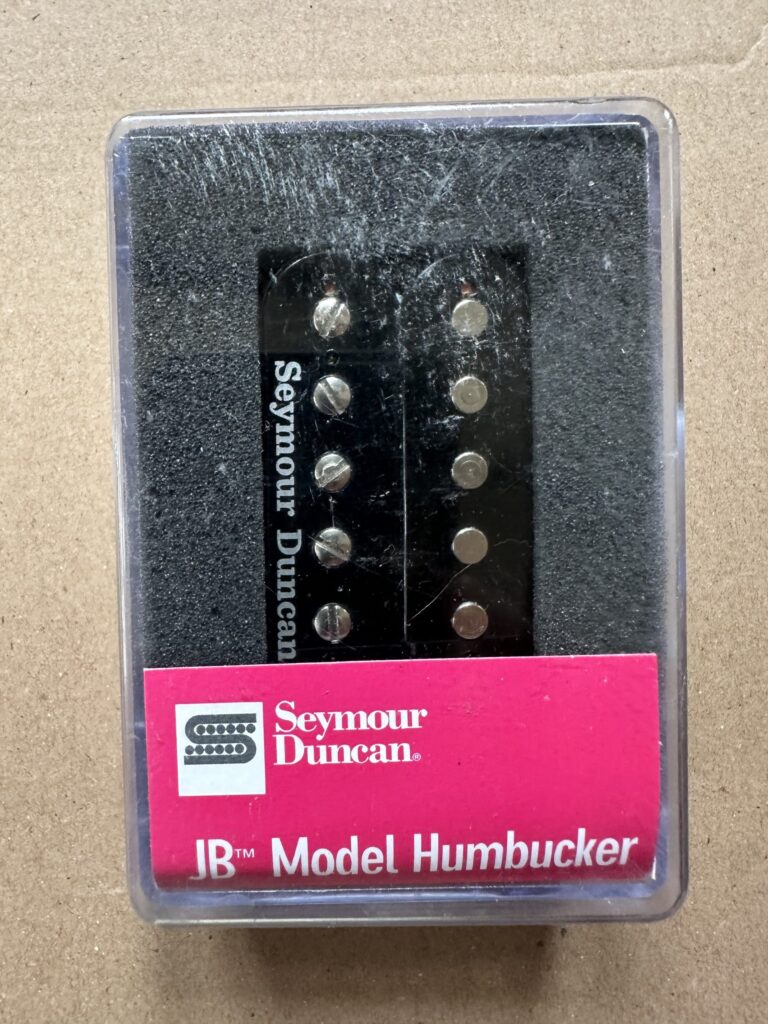 Seymour Duncan
Seymour
Duncan®
JB™ Model Humbucker